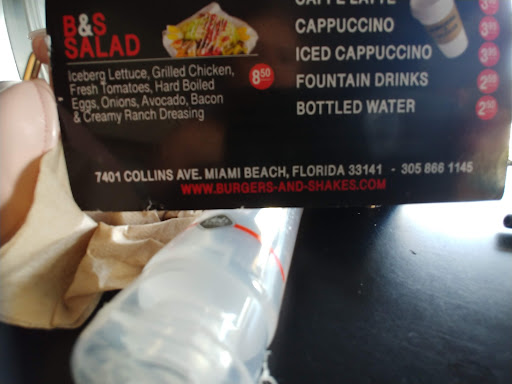 B&S
SALAD
Iceberg Lettuce, Grilled Chicken,
Fresh Tomatoes, Hard Boiled
Eggs, Onions, Avocado, Bacon
& Creamy Ranch Dreasing
8.50
CAFFE LATTE
CAPPUCCINO
ICED CAPPUCCINO
FOUNTAIN DRINKS
BOTTLED WATER
7401 COLLINS AVE. MIAMI BEACH, FLORIDA 33141 - 305 866 1145
WWW.BURGERS-AND-SHAKES.COM